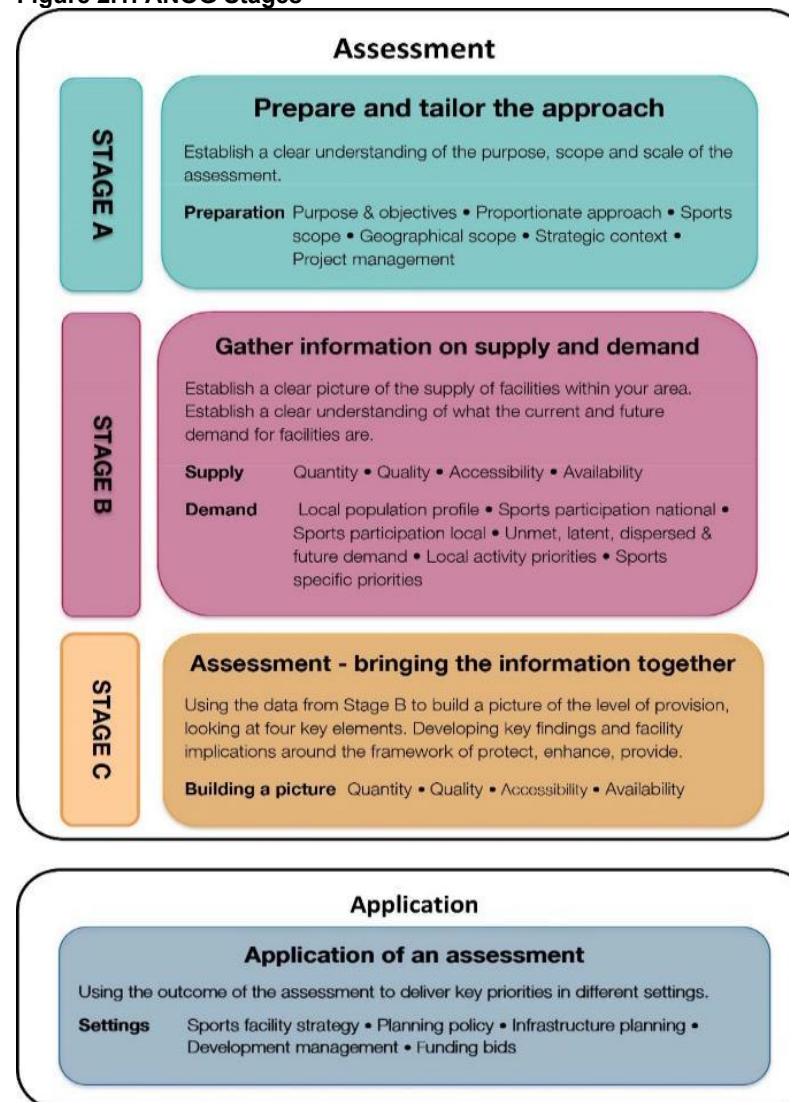 Figure 2.1: ANOG Stages
Assessment
STAGE A
Prepare and tailor the approach
Establish a clear understanding of the purpose, scope and scale of the
assessment.
Preparation Purpose & objectives • Proportionate approach • Sports
scope • Geographical scope • Strategic context •
Project management
STAGE B
Gather information on supply and demand
Establish a clear picture of the supply of facilities within your area.
Establish a clear understanding of what the current and future
demand for facilities are.
Supply Quantity • Quality • Accessibility • Availability
Demand Local population profile • Sports participation national •
Sports participation local • Unmet, latent, dispersed &
future demand • Local activity priorities • Sports
specific priorities
STAGE C
Assessment - bringing the information together
Using the data from Stage B to build a picture of the level of provision,
looking at four key elements. Developing key findings and facility
implications around the framework of protect, enhance, provide.
Building a picture Quantity • Quality • Accessibility • Availability
Application
Application of an assessment
Using the outcome of the assessment to deliver key priorities in different settings.
Settings Sports facility strategy • Planning policy • Infrastructure planning •
Development management • Funding bids